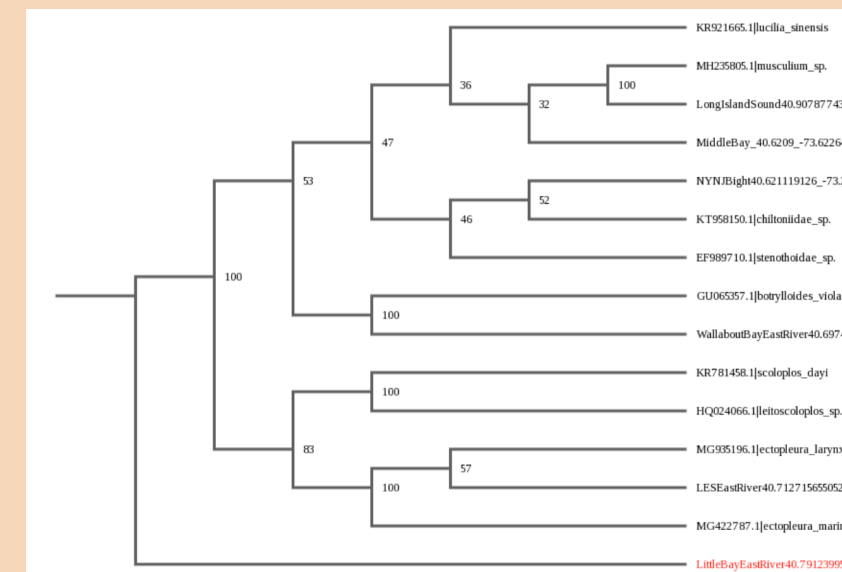 KR921665.1|lucilia_sinensis
36
MH235805.1|musculium_sp.
100
32
LongIslandSound40.90787743
47
MiddleBay_40.6209_-73.6226
53
NYNJBight40.621119126_-73.
52
46
KT958150.1|chiltoniidae_sp.
EF989710.1|stenothoidae_sp.
100
GU065357.1|botrylloides_viola
100
WallaboutBayEastRiver40.697
KR781458.1|scoloplos_dayi
100
HQ024066.1|leitoscoloplos_sp.
83
MG935196.1|ectopleura_larynx
57
100
LESEastRiver40.712715655052
MG422787.1|ectopleura_marin
LittleBayEastRiver40.7912399